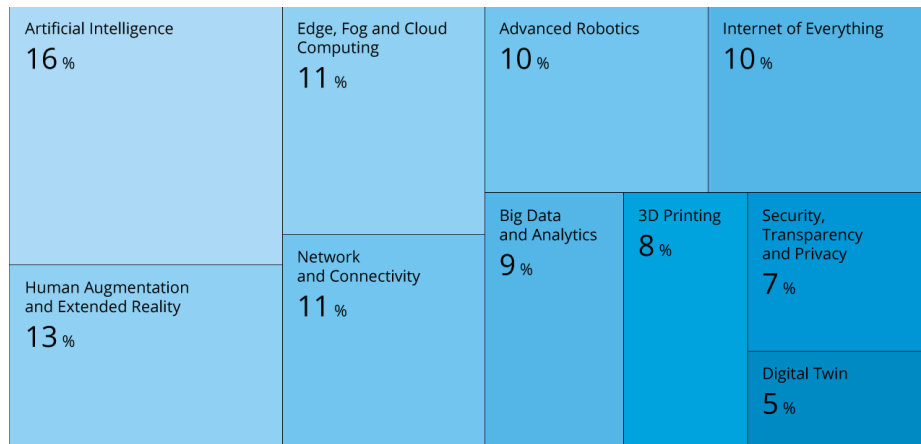 Artificial Intelligence
16 %
Human Augmentation
and Extended Reality
13 %
Edge, Fog and Cloud
Computing
11 %
Network
and Connectivity
11 %
Advanced Robotics
10 %
Internet of Everything
10 %
Big Data
and Analytics
9 %
3D Printing
8 %
Security,
Transparency
and Privacy
7 %
Digital Twin
5 %